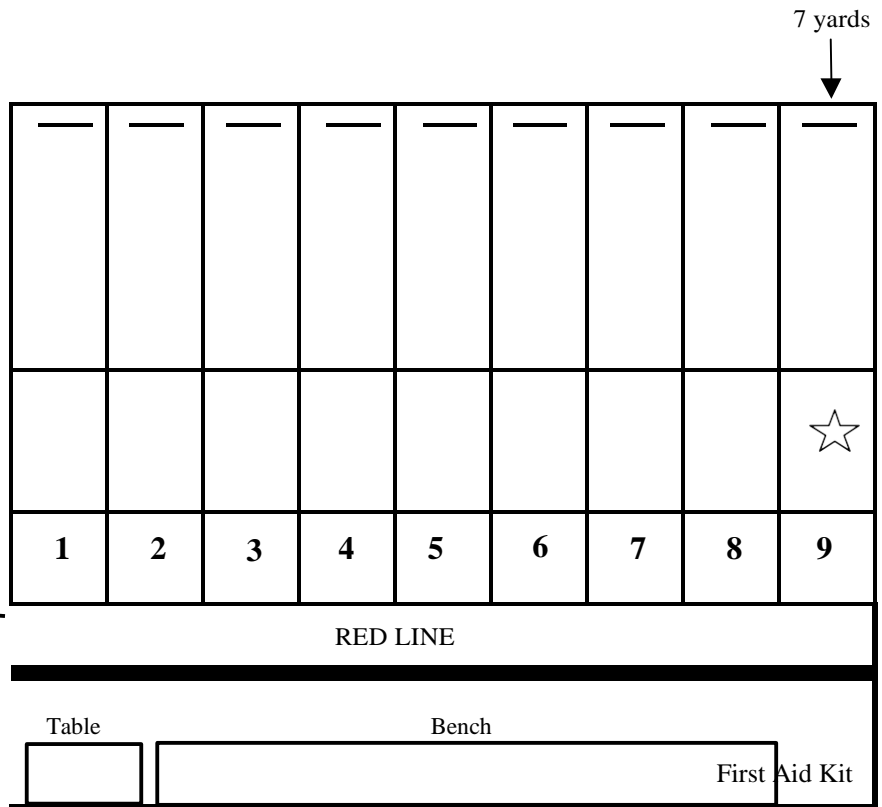 7 yards
1 2 3 4 5 6 7 8 9
RED LINE
Table Bench
First Aid Kit